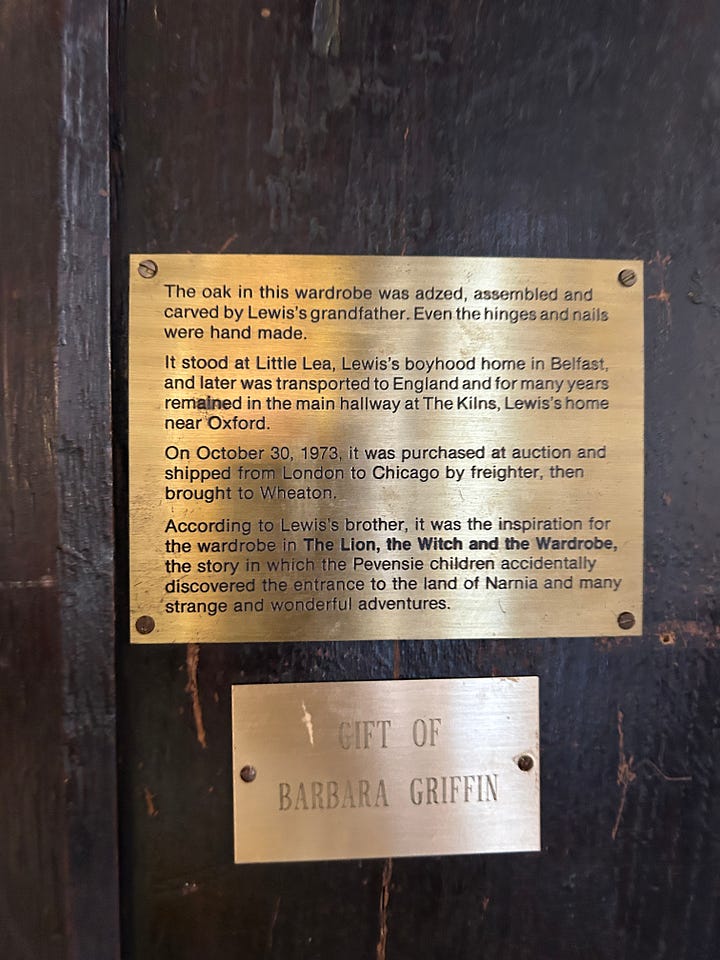 The oak in this wardrobe was adzed, assembled and
carved by Lewis's grandfather. Even the hinges and nails
were hand made.
It stood at Little Lea, Lewis's boyhood home in Belfast,
and later was transported to England and for many years
remained in the main hallway at The Kilns, Lewis's home
near Oxford.
On October 30, 1973, it was purchased at auction and
shipped from London to Chicago by freighter, then
brought to Wheaton.
According to Lewis's brother, it was the inspiration for
the wardrobe in The Lion, the Witch and the Wardrobe,
the story in which the Pevensie children accidentally
discovered the entrance to the land of Narnia and many
strange and wonderful adventures.
GIFT OF
BARBARA GRIFFIN